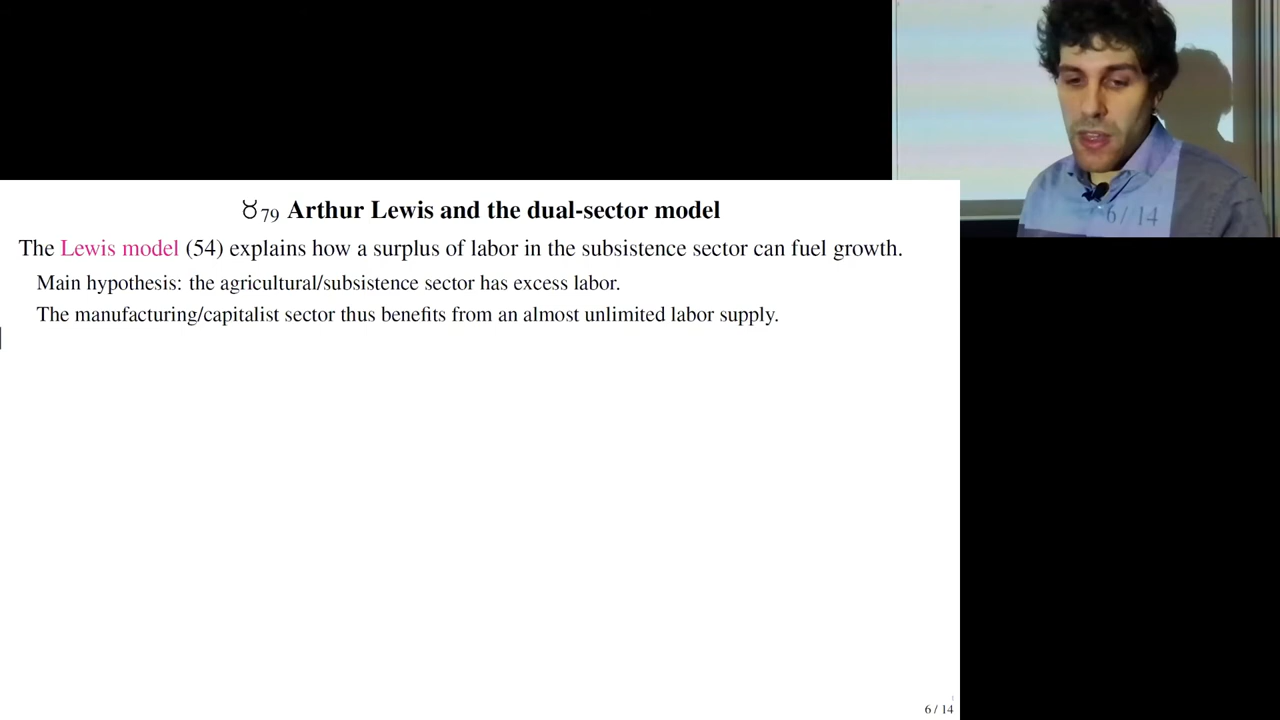 ♉79 Arthur Lewis and the dual-sector model
The Lewis model (54) explains how a surplus of labor in the subsistence sector can fuel growth.
Main hypothesis: the agricultural/subsistence sector has excess labor.
The manufacturing/capitalist sector thus benefits from an almost unlimited labor supply.
6 / 14
6 / 14